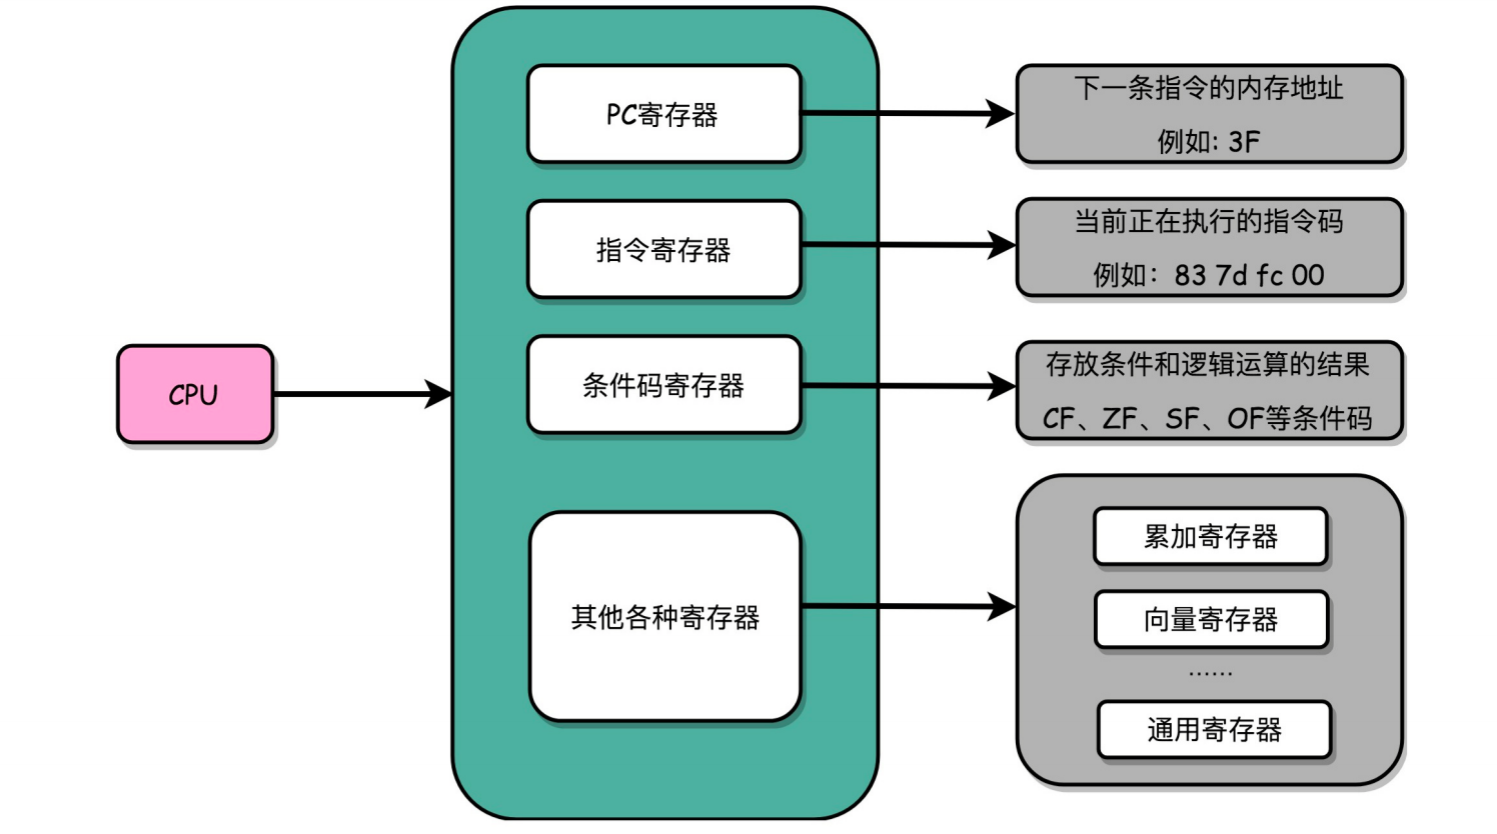 PC寄存器
下一条指令的内存地址
例如: 3F
指令寄存器
当前正在执行的指令码
例如：83 7d fc 00
CPU
条件码寄存器
存放条件和逻辑运算的结果
CF、ZF、SF、OF等条件码
其他各种寄存器
累加寄存器
向量寄存器
......
通用寄存器